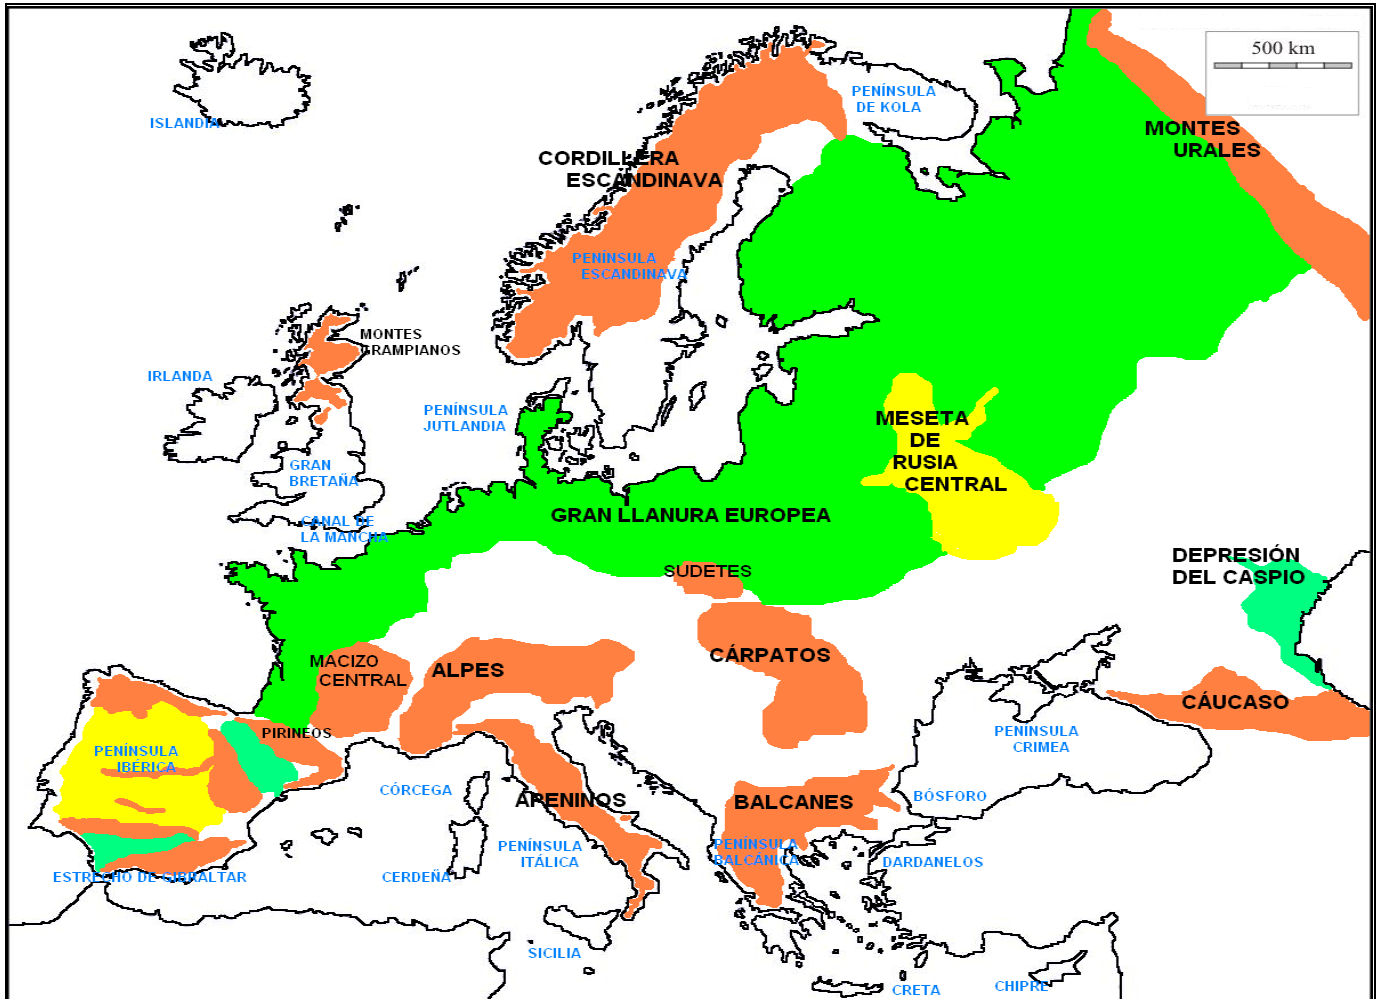 500 km
PENÍNSULA
DE KOLA
ISLANDIA
MONTES
URALES
CORDILLERA
ESCANDINAVA
PENÍNSULA
ESCANDINAVA
MONTES
GRAMPIANOS
IRLANDA
PENÍNSULA
JUTLANDIA
MESETA
DE
RUSIA
CENTRAL
GRAN
BRETAÑA
CANAL DE
LA MANCHA
GRAN LLANURA EUROPEA
DEPRESIÓN
DEL CASPIO
SUDETES
MACIZO
CENTRAL
ALPES
CÁRPATOS
CÁUCASO
PIRINEOS
PENÍNSULA
IBÉRICA
PENÍNSULA
CRIMEA
CÓRCEGA
APENINOS
BALCANES
BÓSFORO
PENÍNSULA
ITÁLICA
PENÍNSULA
BALCÁNICA
DARDANELOS
ESTRECHO DE GIBRALTAR
CERDEÑA
SICILIA
CRETA
CHIPRE